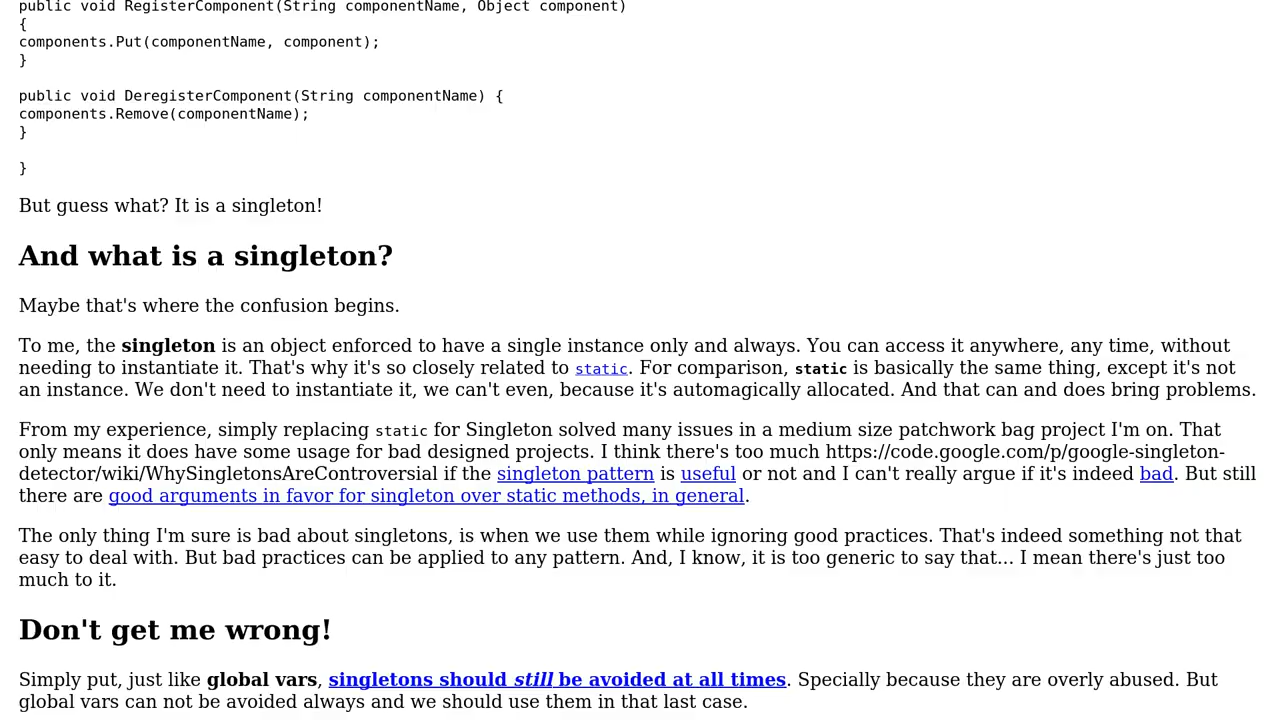 public void RegisterComponent(String componentName, Object component)
{
components.Put(componentName, component);
}
public void DeregisterComponent(String componentName) {
components.Remove(componentName);
}
}
But guess what? It is a singleton!
And what is a singleton?
Maybe that's where the confusion begins.
To me, the singleton is an object enforced to have a single instance only and always. You can access it anywhere, any time, without
needing to instantiate it. That's why it's so closely related to static. For comparison, static is basically the same thing, except it's not
an instance. We don't need to instantiate it, we can't even, because it's automagically allocated. And that can and does bring problems.
From my experience, simply replacing static for Singleton solved many issues in a medium size patchwork bag project I'm on. That
only means it does have some usage for bad designed projects. I think there's too much https://code.google.com/p/google-singleton-
detector/wiki/WhySingletonsAreControversial if the singleton pattern is useful or not and I can't really argue if it's indeed bad. But still
there are good arguments in favor for singleton over static methods, in general.
The only thing I'm sure is bad about singletons, is when we use them while ignoring good practices. That's indeed something not that
easy to deal with. But bad practices can be applied to any pattern. And, I know, it is too generic to say that... I mean there's just too
much to it.
Don't get me wrong!
Simply put, just like global vars, singletons should still be avoided at all times. Specially because they are overly abused. But
global vars can not be avoided always and we should use them in that last case.